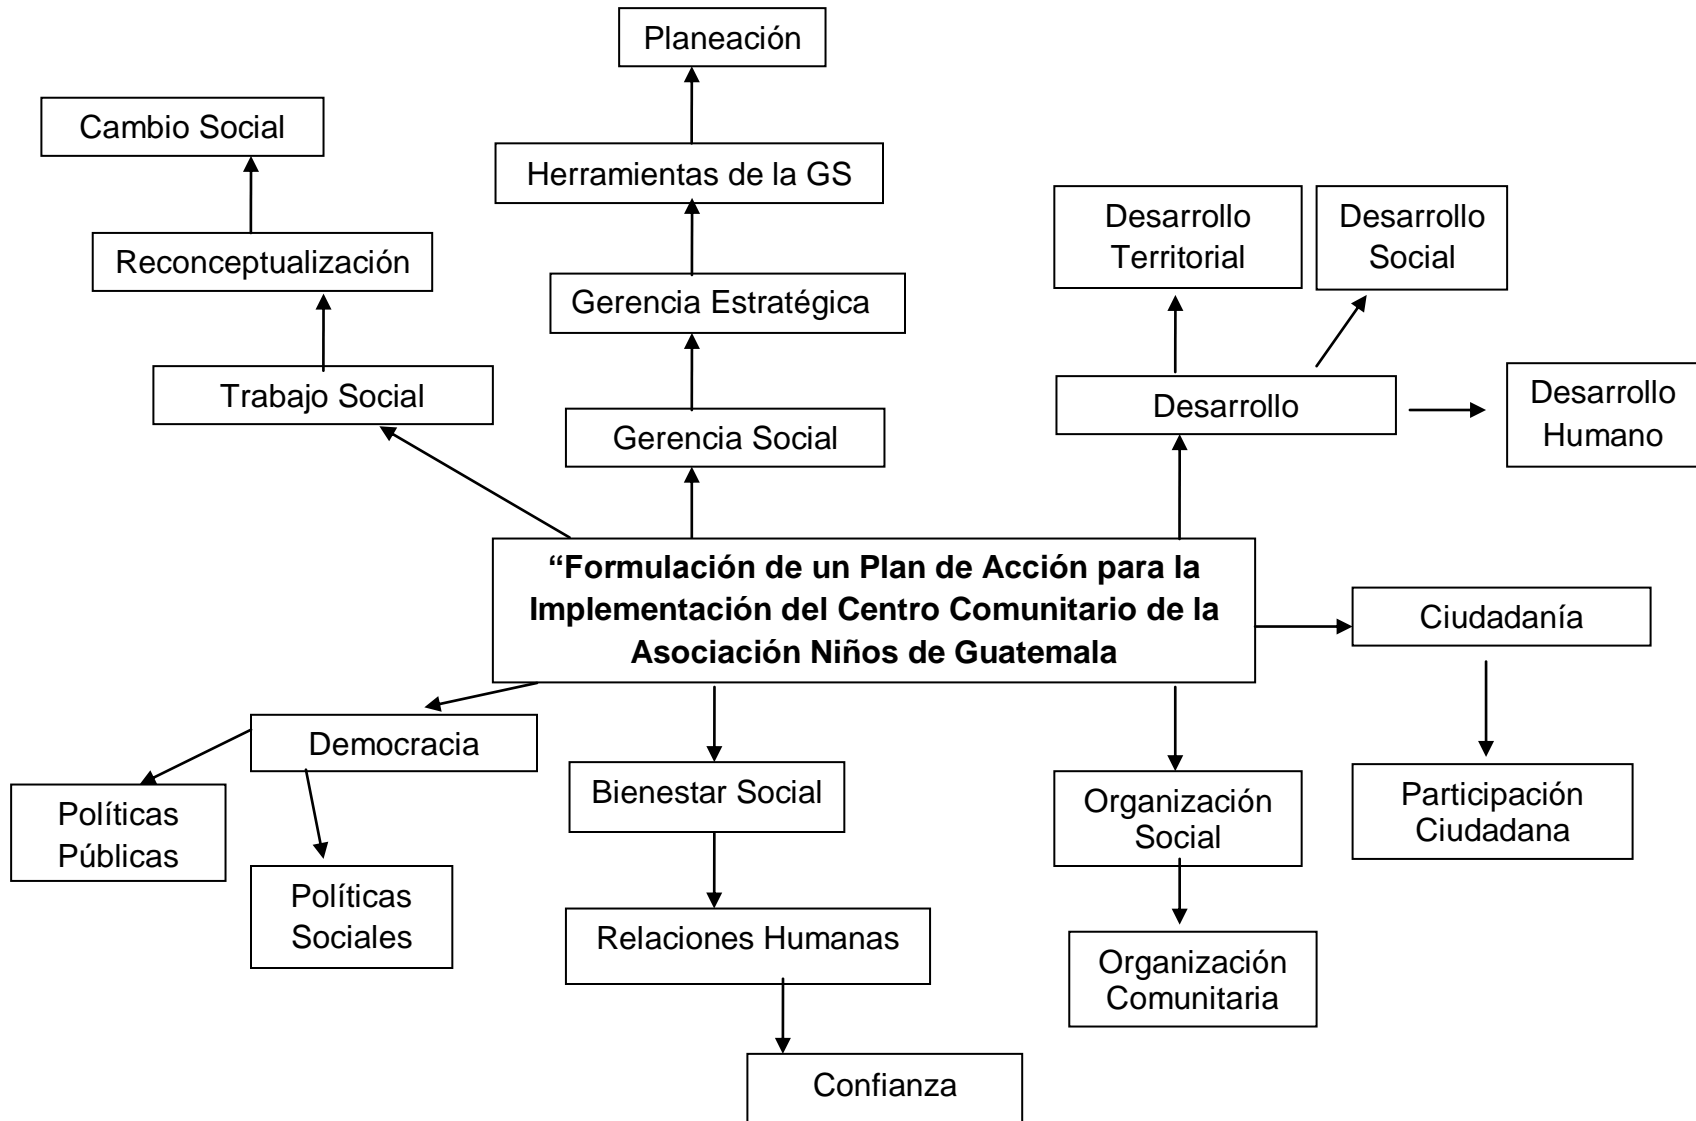 Planeación
Cambio Social
Herramientas de la GS
Desarrollo
Territorial
Desarrollo
Social
Reconceptualización
Gerencia Estratégica
Trabajo Social
Desarrollo
Desarrollo
Humano
Gerencia Social
“Formulación de un Plan de Acción para la
Implementación del Centro Comunitario de la
Asociación Niños de Guatemala
Ciudadanía
Democracia
Bienestar Social
Organización
Social
Participación
Ciudadana
Políticas
Públicas
Políticas
Sociales
Relaciones Humanas
Organización
Comunitaria
Confianza